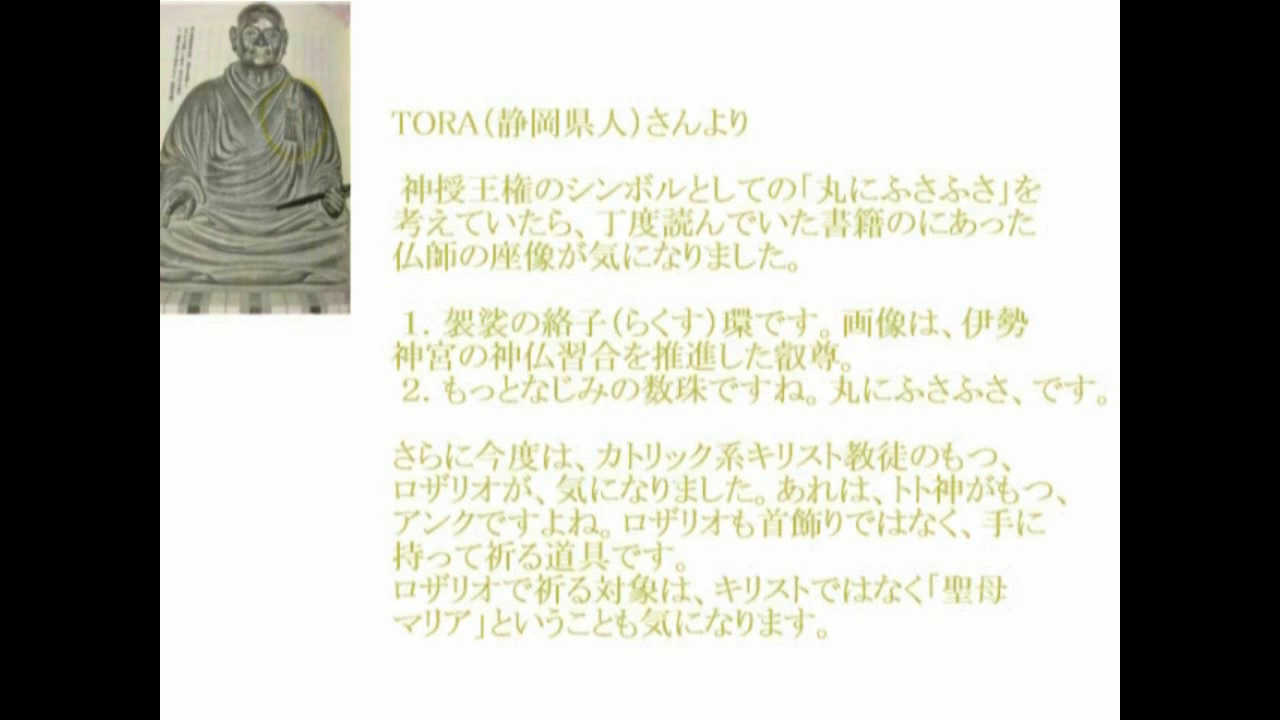 TORA(静岡県人)さんより
神授王権のシンボルとしての「丸にふさふさ」を
考えていたら、丁度読んでいた書籍のにあった
仏師の座像が気になりました。
１．袈裟の絡子(らくす)環です。画像は、伊勢
神宮の神仏習合を推進した叡尊。
２．もっとなじみの数珠ですね。丸にふさふさ、です。
さらに今度は、カトリック系キリスト教徒のもつ、
ロザリオが、気になりました。あれは、トト神がもつ、
アンクですよね。ロザリオも首飾りではなく、手に
持って祈る道具です。
ロザリオで祈る対象は、キリストではなく「聖母
マリア」ということも気になります。